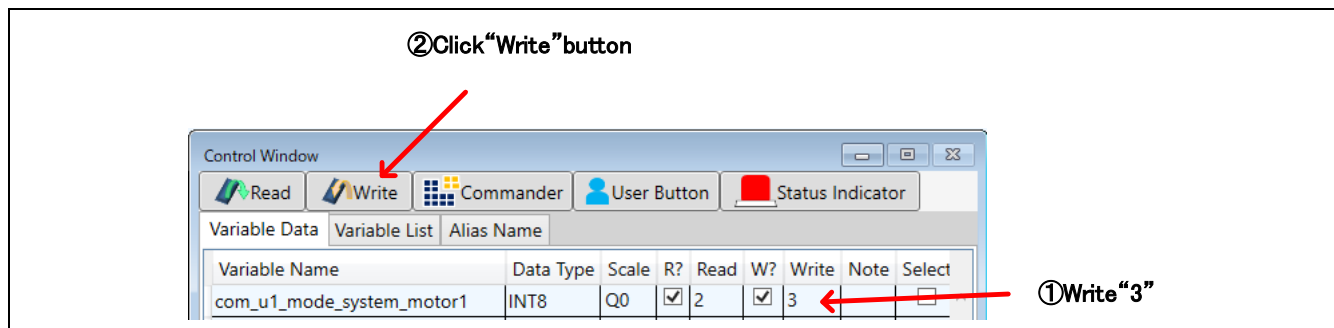 ②Click“Write”button
Control Window
Read Write Commander User Button Status Indicator
Variable Data Variable List Alias Name
Variable Name Data Type Scale R? Read W? Write Note Select
com_u1_mode_system_motor1 INT8 Q0 2 3
①Write“3”